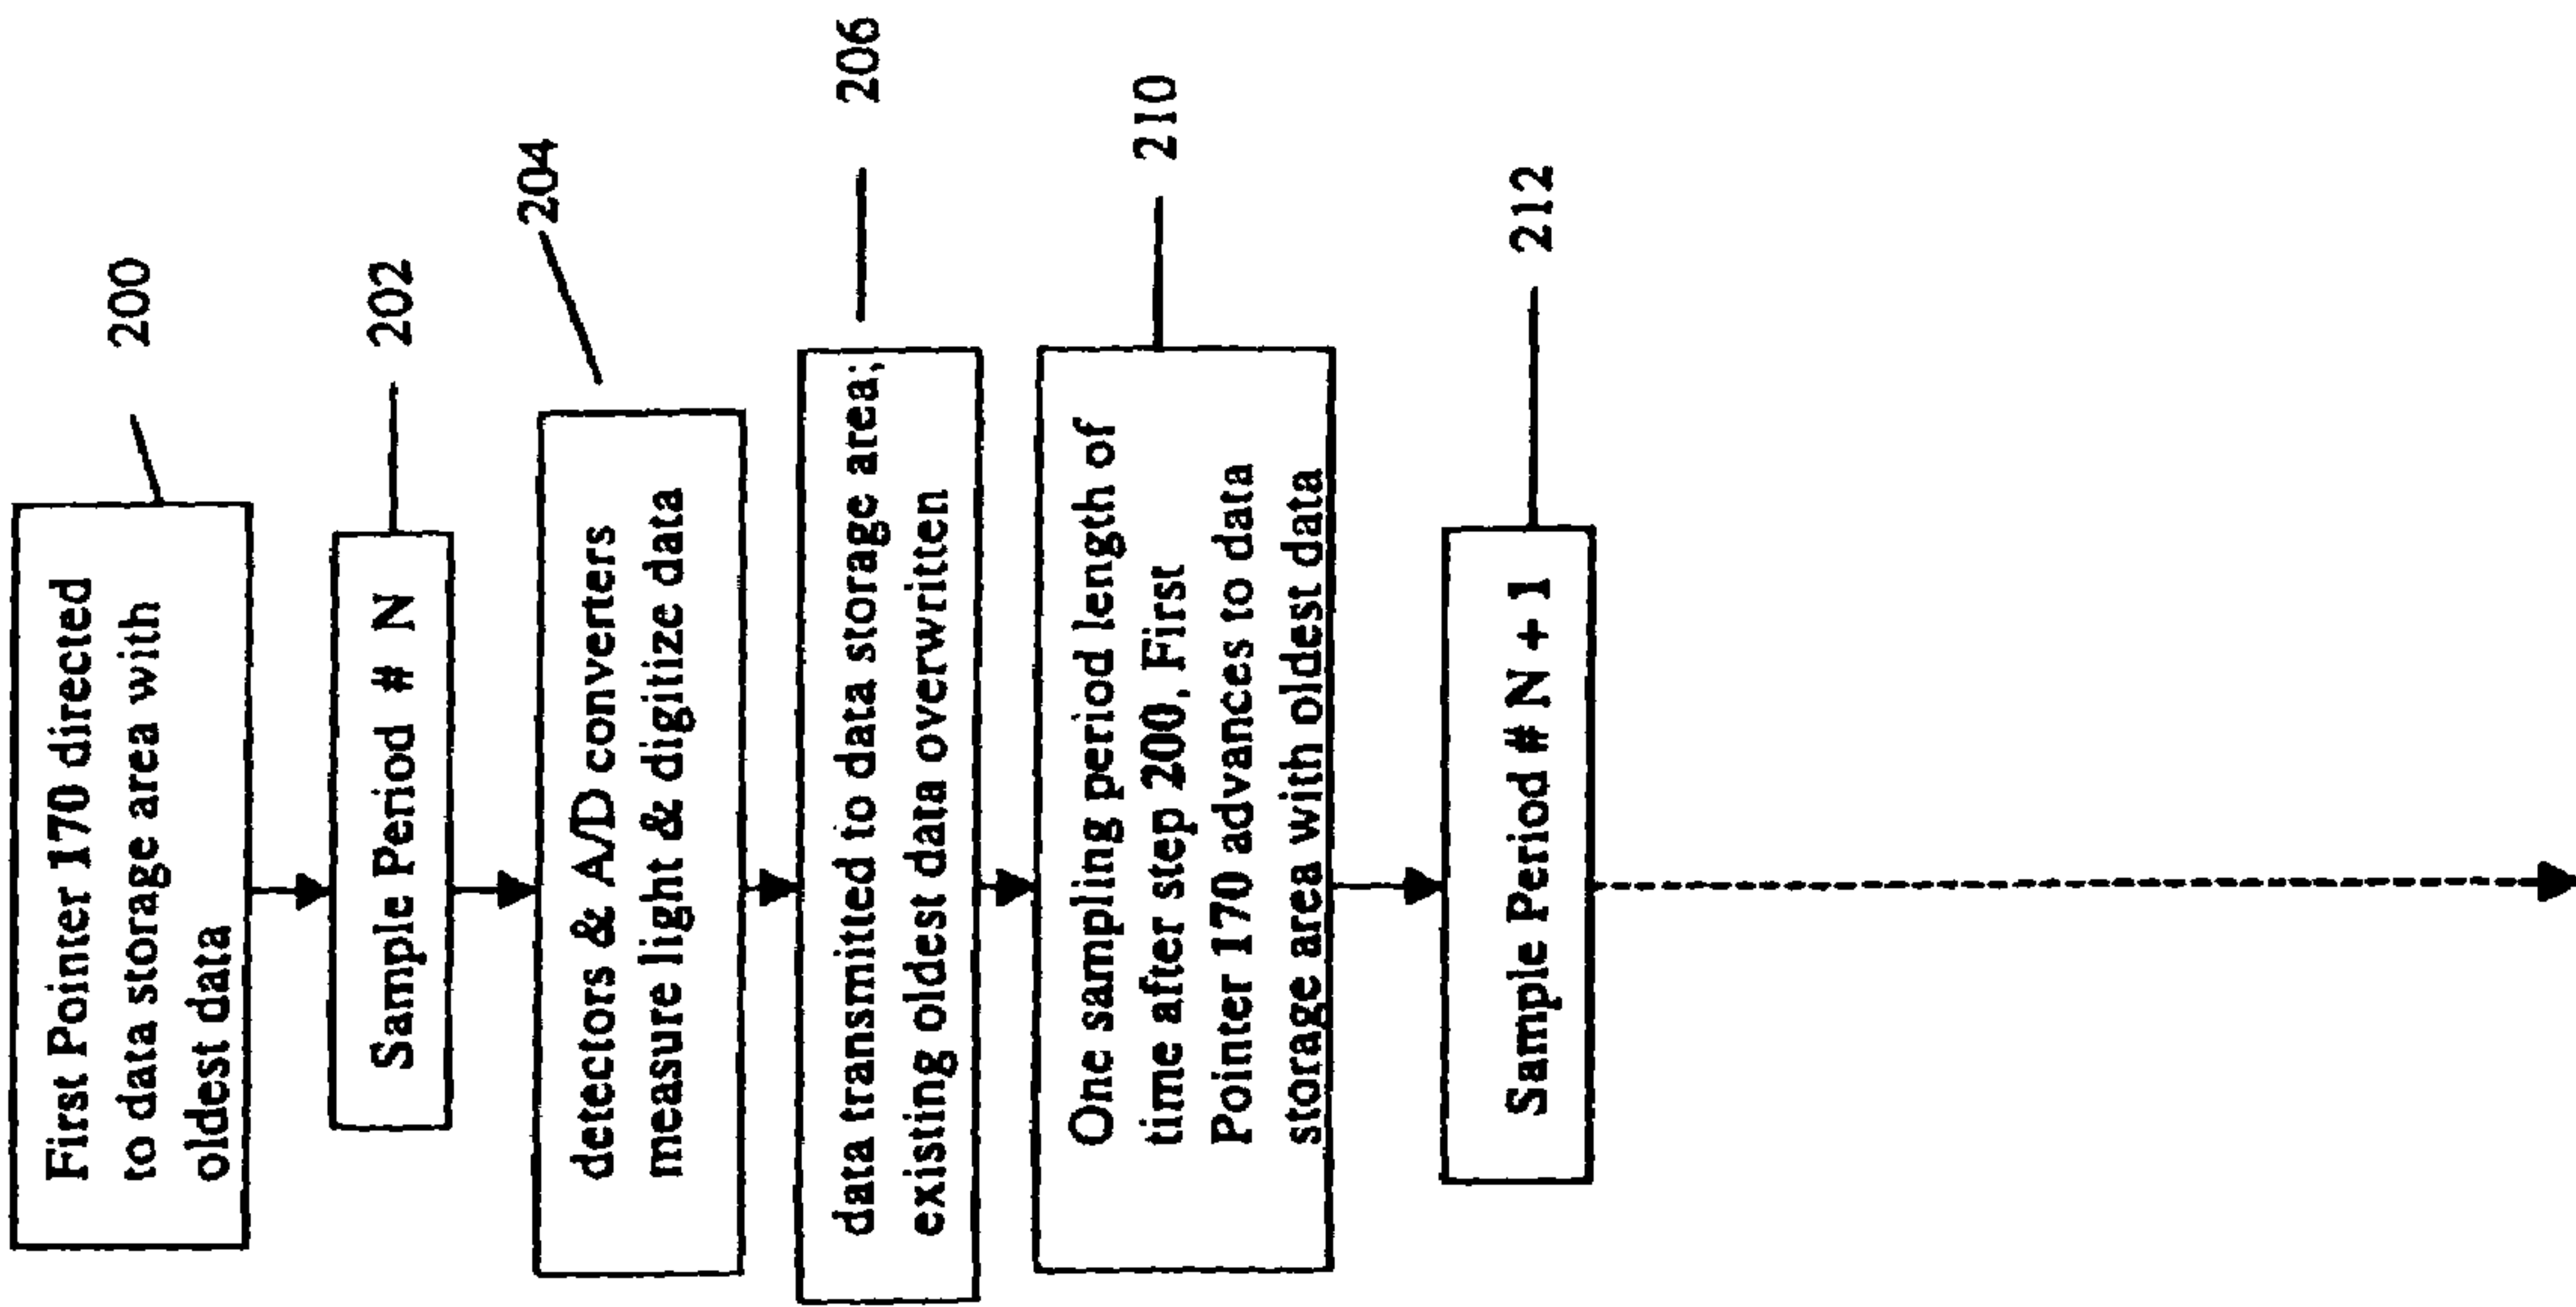 First Pointer 170 directed
to data storage area with
oldest data
200
Sample Period # N
202
detectors & A/D converters
measure light & digitize data
204
data transmitted to data storage area;
existing oldest data overwritten
206
One sampling period length of
time after step 200, First
Pointer 170 advances to data
storage area with oldest data
210
Sample Period # N + 1
212